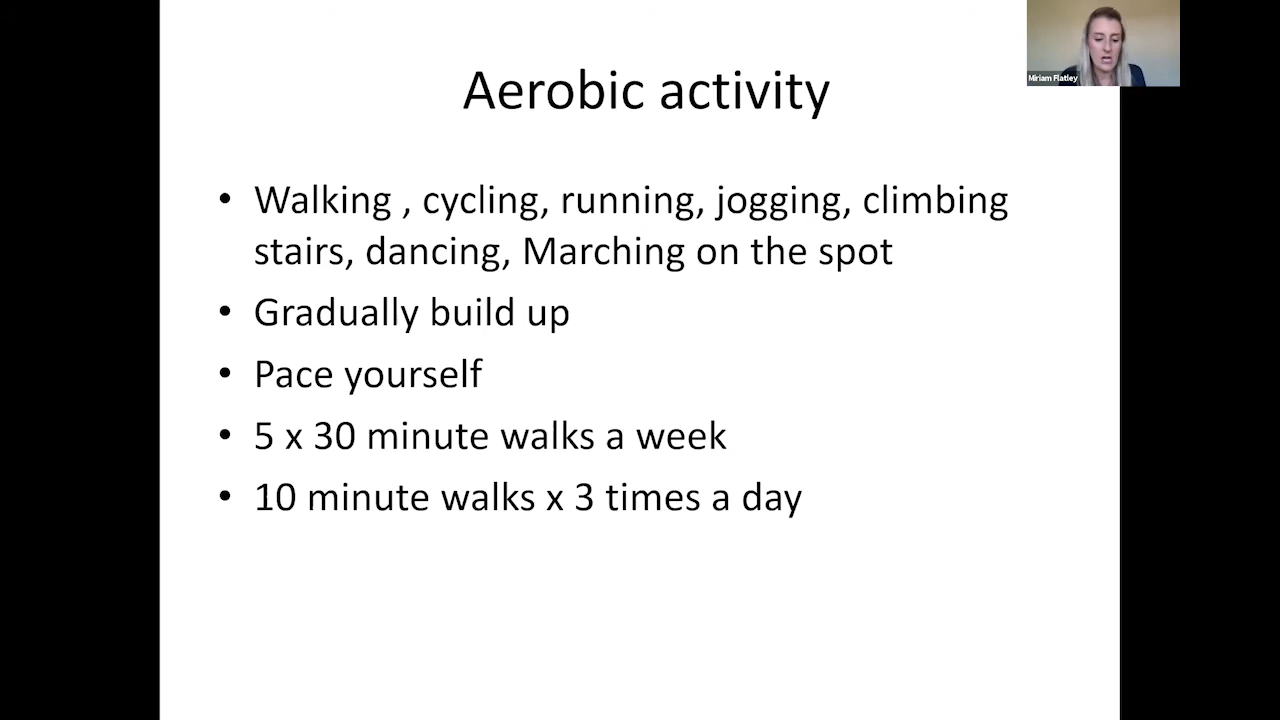 Aerobic activity
Miriam Flatley
• Walking , cycling, running, jogging, climbing
stairs, dancing, Marching on the spot
• Gradually build up
• Pace yourself
• 5 x 30 minute walks a week
• 10 minute walks x 3 times a day